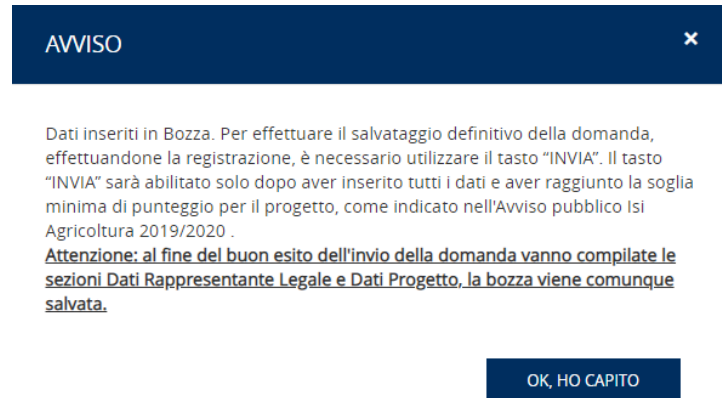 AVVISO ×
Dati inseriti in Bozza. Per effettuare il salvataggio definitivo della domanda,
effettuandone la registrazione, è necessario utilizzare il tasto “INVIA”. Il tasto
“INVIA” sarà abilitato solo dopo aver inserito tutti i dati e aver raggiunto la soglia
minima di punteggio per il progetto, come indicato nell'Avviso pubblico Isi
Agricoltura 2019/2020 .
Attenzione: al fine del buon esito dell'invio della domanda vanno compilate le
sezioni Dati Rappresentante Legale e Dati Progetto, la bozza viene comunque
salvata.
OK, HO CAPITO